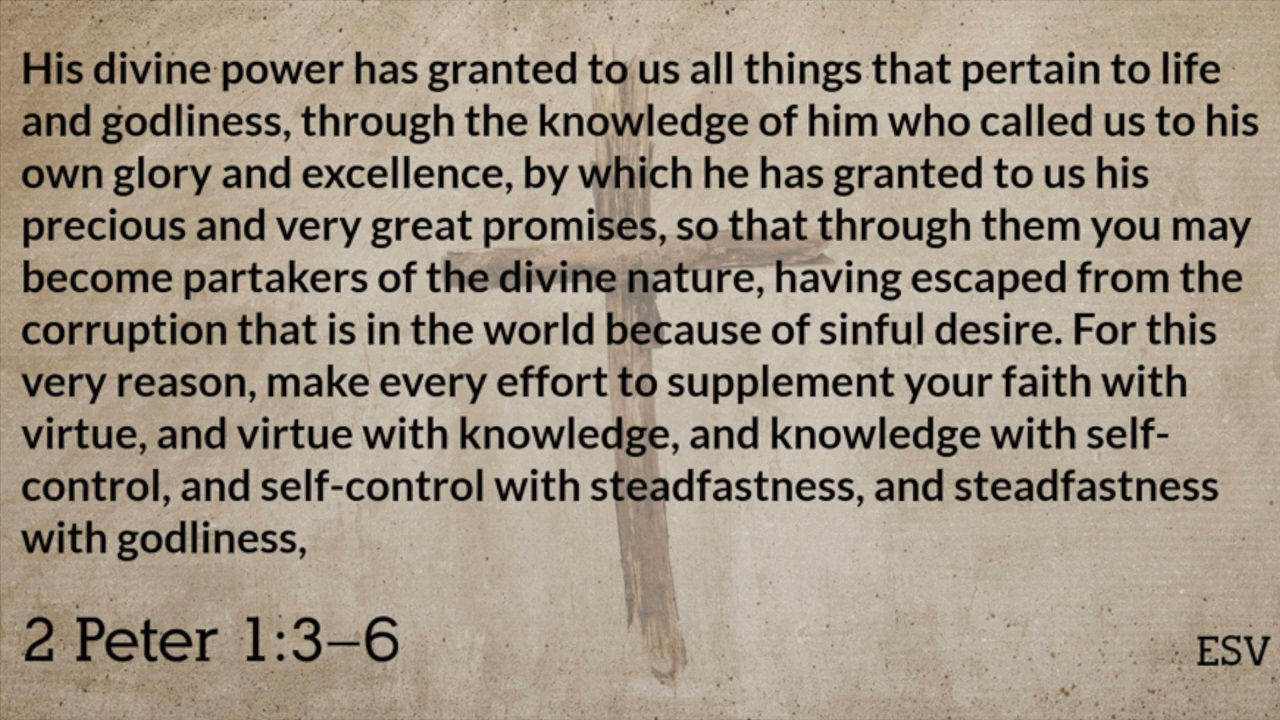 His divine power has granted to us all things that pertain to life
and godliness, through the knowledge of him who called us to his
own glory and excellence, by which he has granted to us his
precious and very great promises, so that through them you may
become partakers of the divine nature, having escaped from the
corruption that is in the world because of sinful desire. For this
very reason, make every effort to supplement your faith with
virtue, and virtue with knowledge, and knowledge with self-
control, and self-control with steadfastness, and steadfastness
with godliness,
2 Peter 1:3–6
ESV